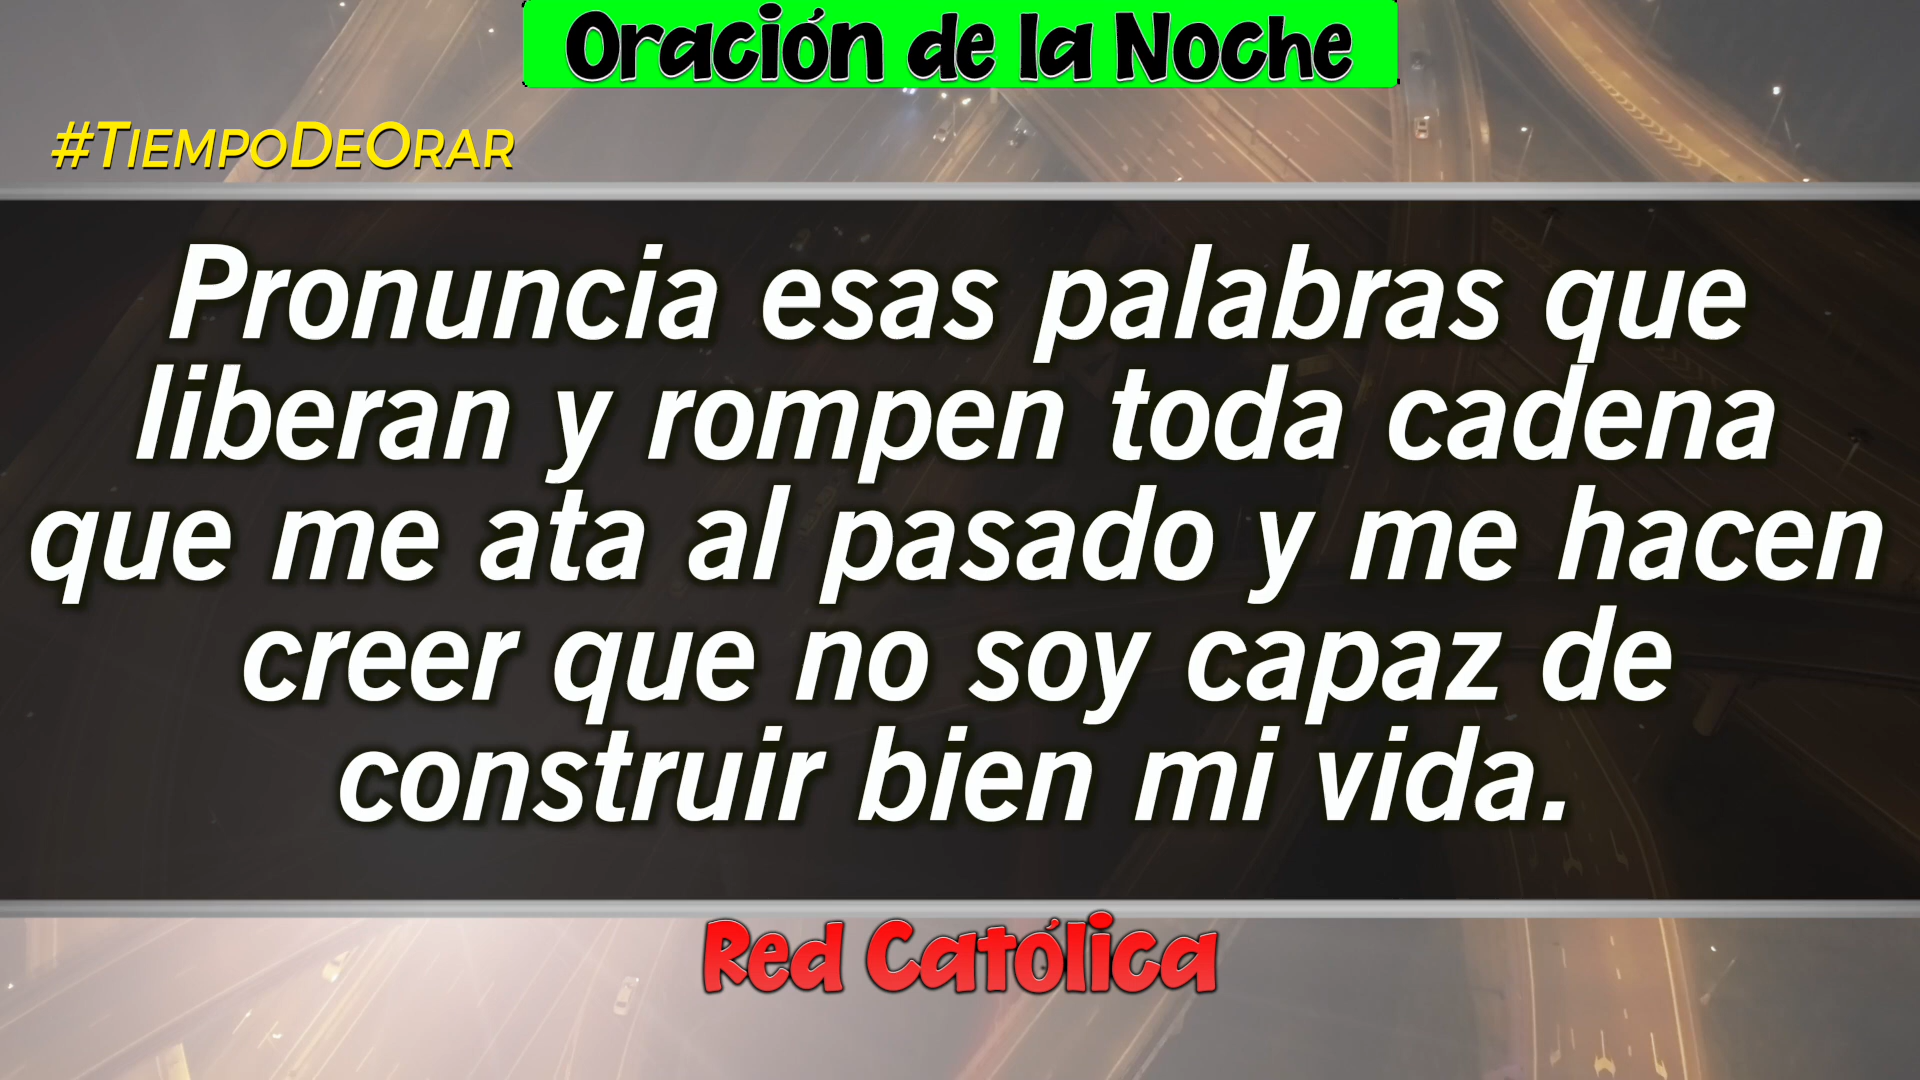 Oración de la Noche
#TiempoDeOrar
Pronuncia esas palabras que
liberan y rompen toda cadena
que me ata al pasado y me hacen
creer que no soy capaz de
construir bien mi vida.
Red Católica